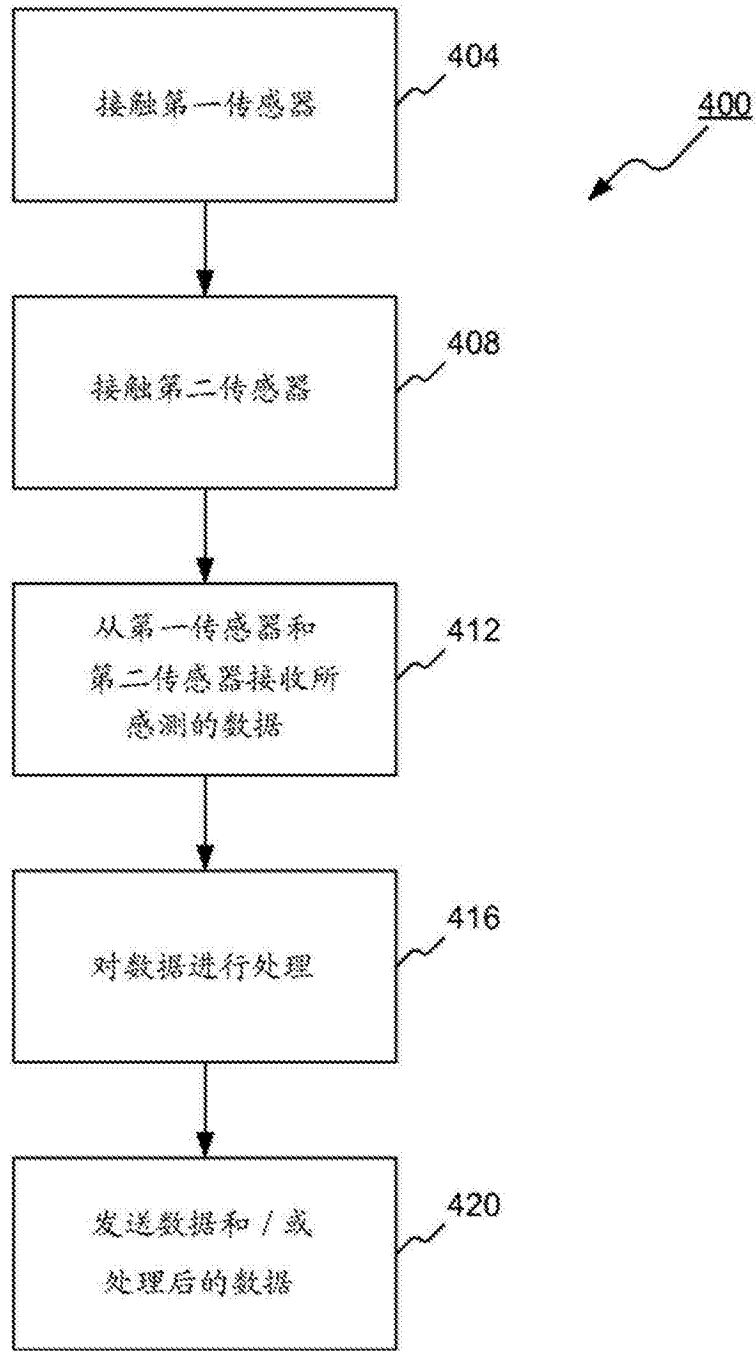 接触第一传感器
404
400
接触第二传感器
408
从第一传感器和
第二传感器接收所
感测的数据
412
对数据进行处理
416
发送数据和/或
处理后的数据
420